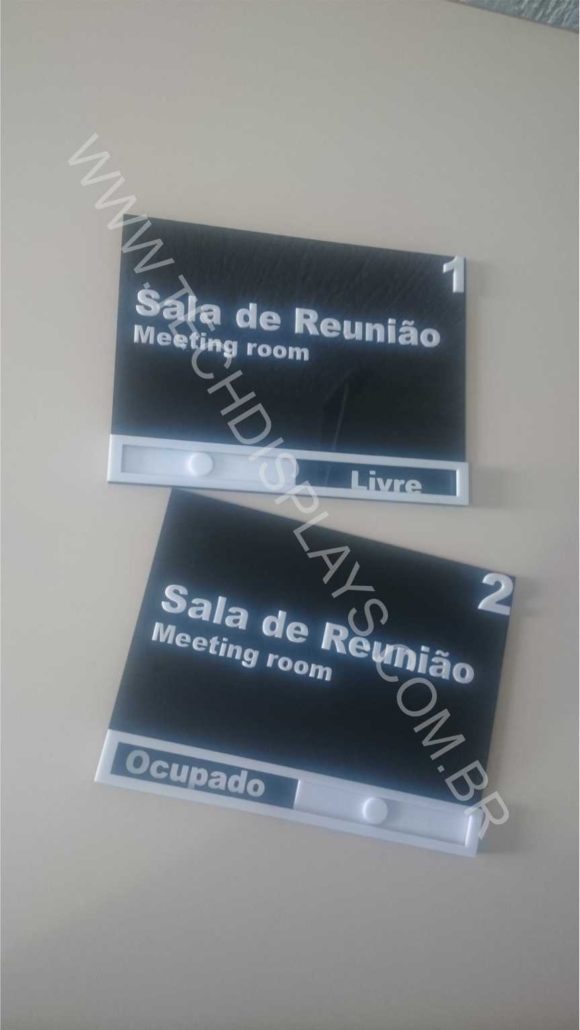 1
Sala de Reunião
Meeting room
Livre
2
Sala de Reunião
Meeting room
Ocupado
WWW.TECHDISPLAYS.COM.BR